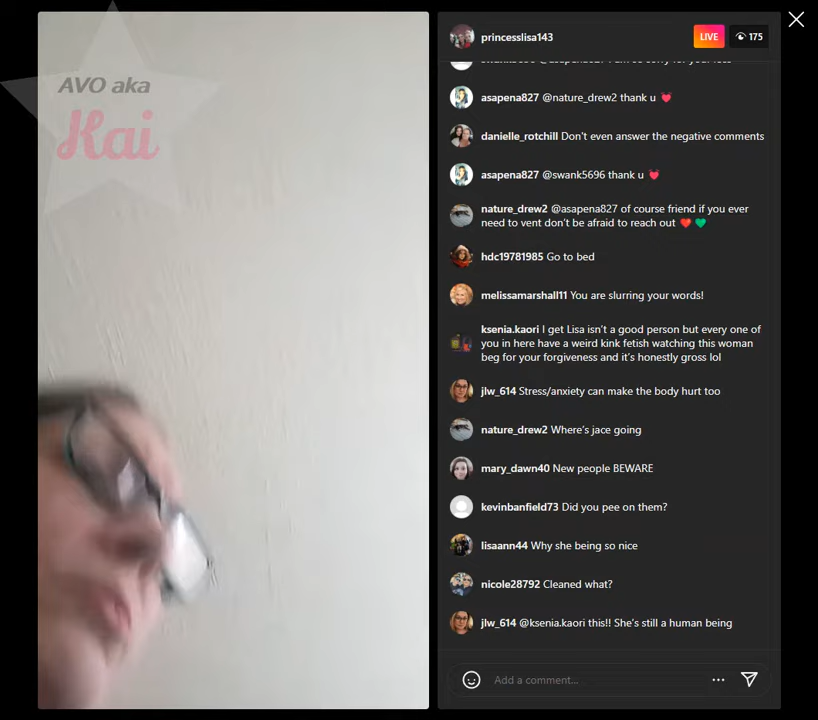 AVO aka
Kai
princesslisa143
LIVE
175
asapena827 @nature_drew2 thank u 💓
danielle_rotchill Don't even answer the negative comments
asapena827 @swank5696 thank u 💓
nature_drew2 @asapena827 of course friend if you ever
need to vent don't be afraid to reach out ❤️💚
hdc19781985 Go to bed
melissamarshall11 You are slurring your words!
ksenia.kaori I get Lisa isn't a good person but every one of
you in here have a weird kink fetish watching this woman
beg for your forgiveness and it's honestly gross lol
jlw_614 Stress/anxiety can make the body hurt too
nature_drew2 Where's jace going
mary_dawn40 New people BEWARE
kevinbanfield73 Did you pee on them?
lisaann44 Why she being so nice
nicole28792 Cleaned what?
jlw_614 @ksenia.kaori this!! She's still a human being
Add a comment...